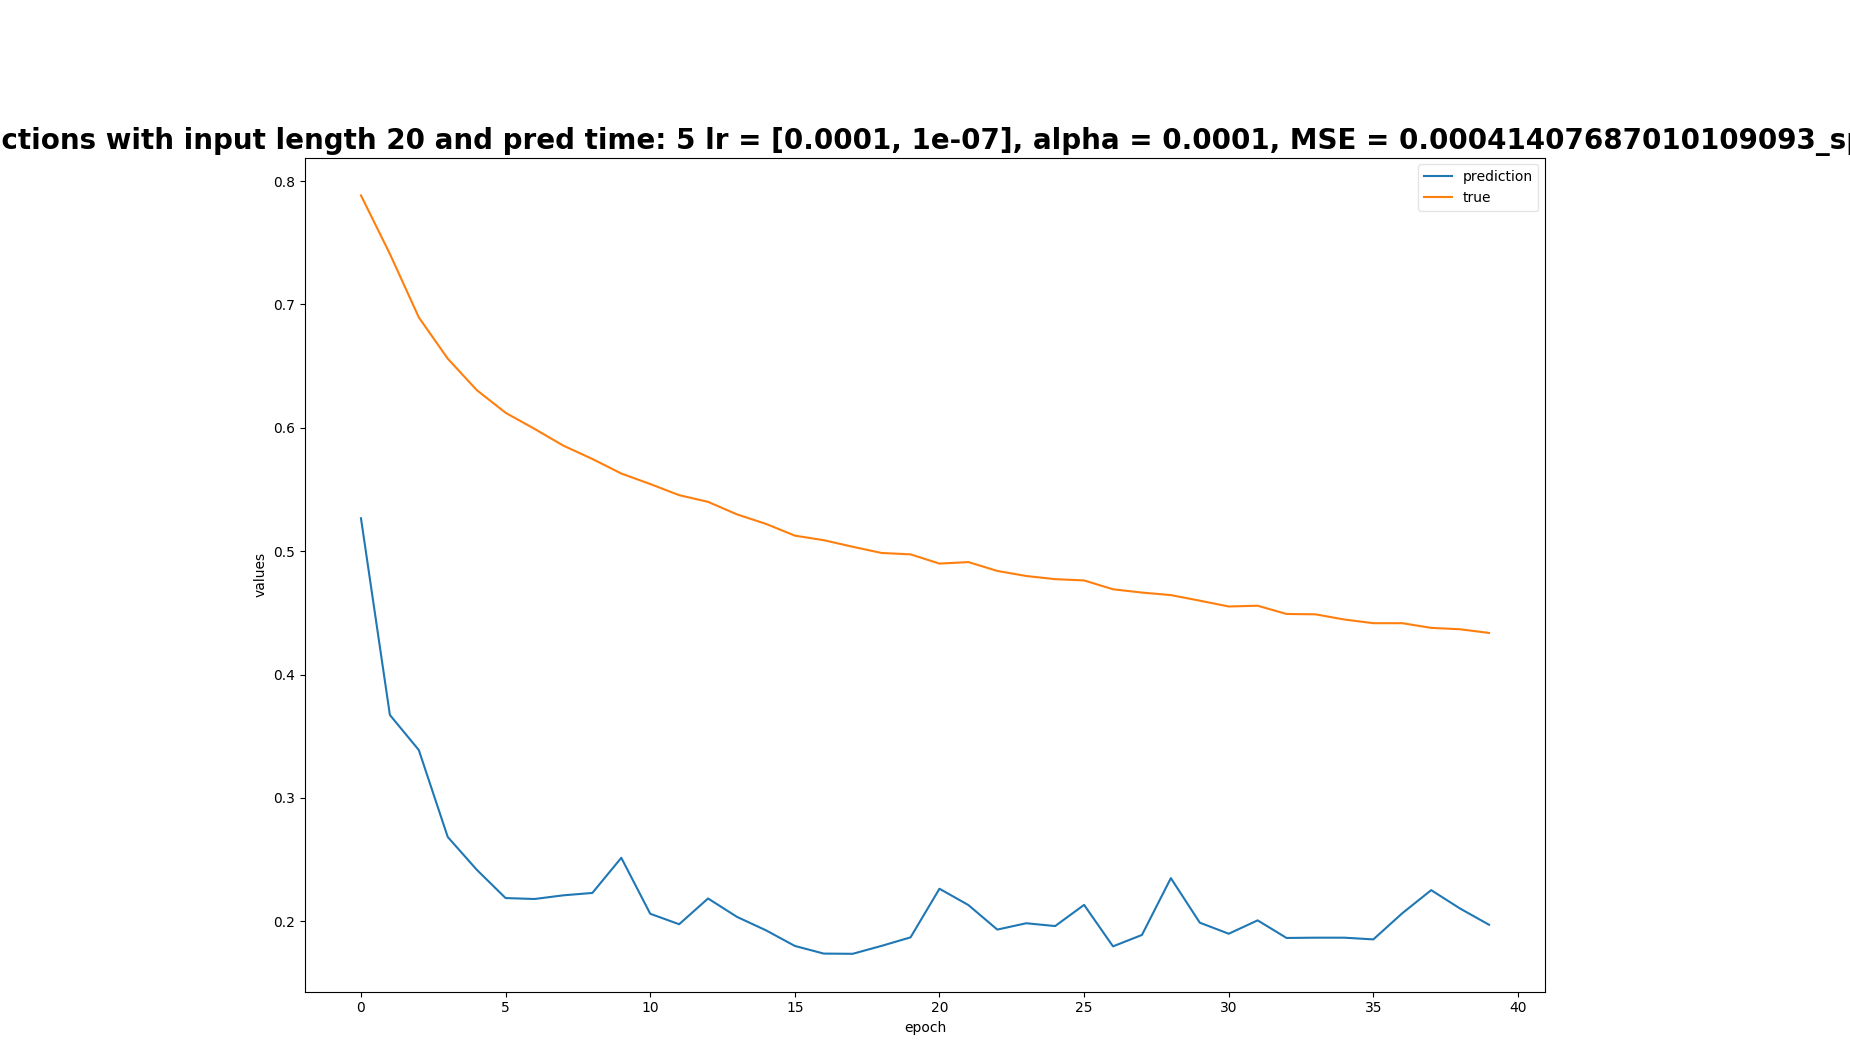 ctions with input length 20 and pred time: 5 lr = [0.0001, 1e-07], alpha = 0.0001, MSE = 0.00041407687010109093_sp
prediction
true
0.8
0.7
0.6
0.5
0.4
0.3
0.2
values
0 5 10 15 20 25 30 35 40
epoch